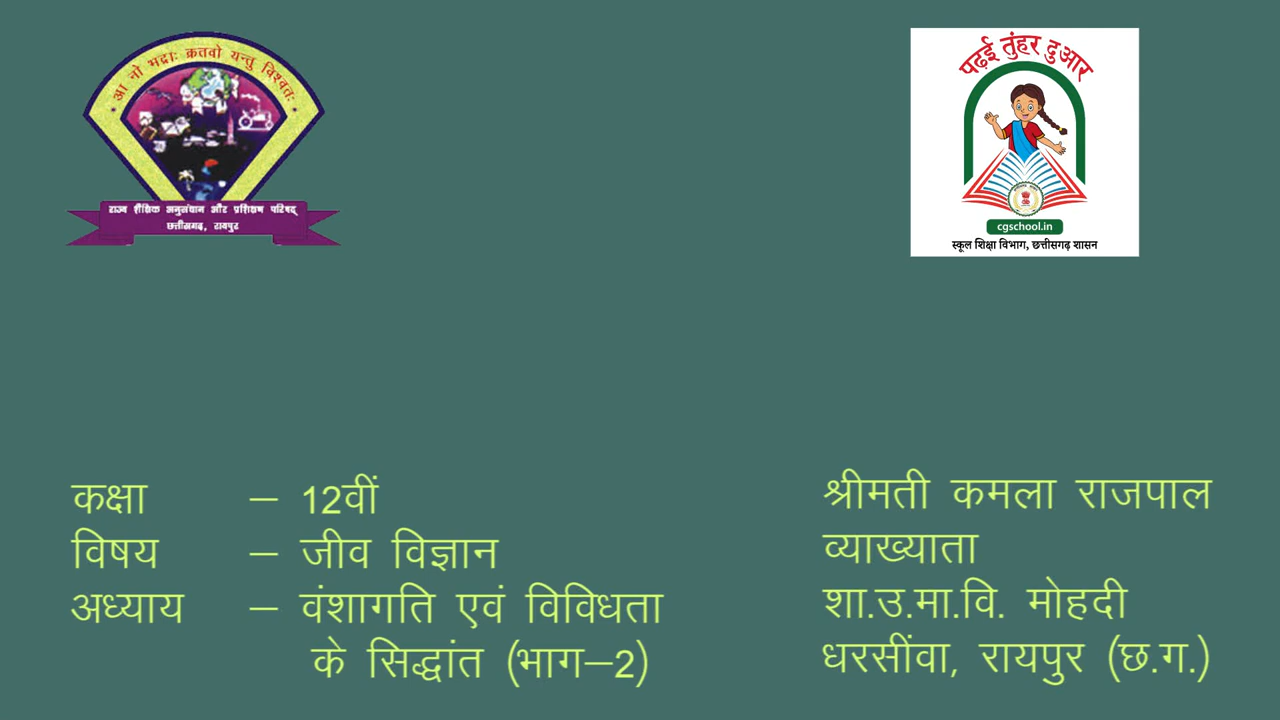 आ नो भद्राः क्रतवो यन्तु विश्वतः
राज्य शैक्षिक अनुसंधान और प्रशिक्षण परिषद्
छत्तीसगढ़, रायपुर
पढ़ई तुंहर दुआर
cgschool.in
स्कूल शिक्षा विभाग, छत्तीसगढ़ शासन
कक्षा – 12वीं
विषय – जीव विज्ञान
अध्याय – वंशागति एवं विविधता
के सिद्धांत (भाग–2)
श्रीमती कमला राजपाल
व्याख्याता
शा.उ.मा.वि. मोहदी
धरसींवा, रायपुर (छ.ग.)